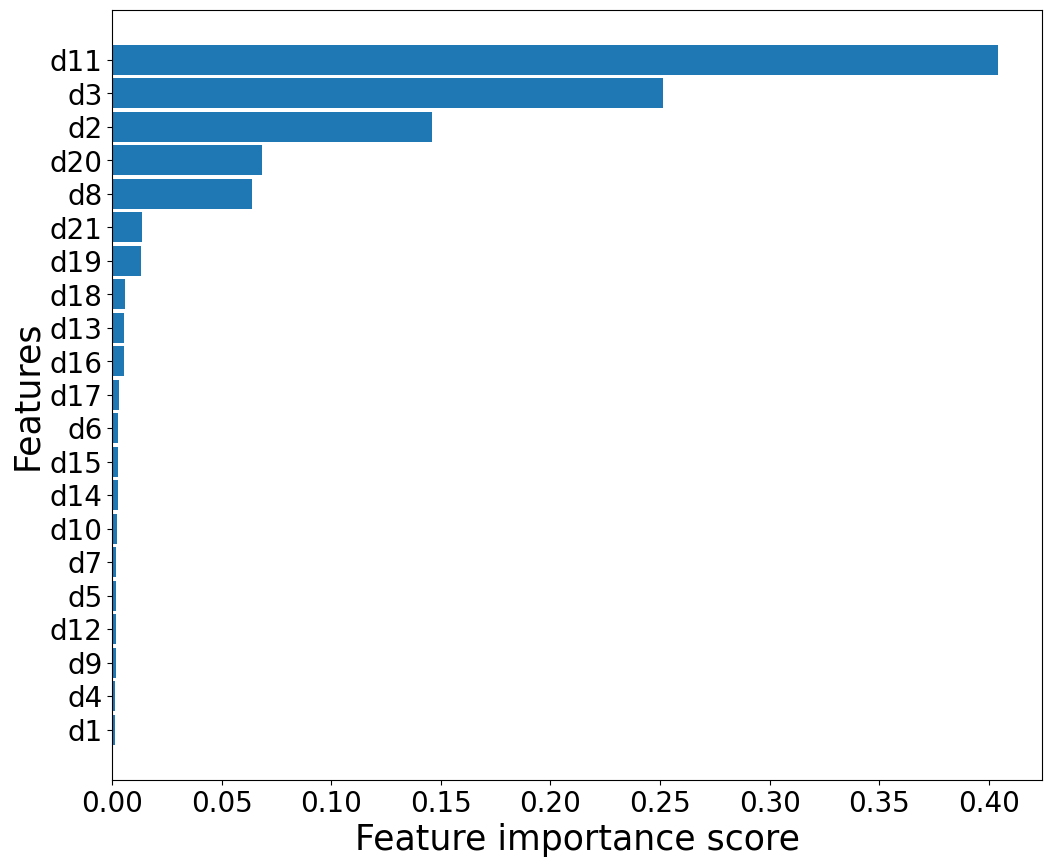 d11
d3
d2
d20
d8
d21
d19
d18
d13
d16
d17
d6
d15
d14
d10
d7
d5
d12
d9
d4
d1
Features
0.00 0.05 0.10 0.15 0.20 0.25 0.30 0.35 0.40
Feature importance score